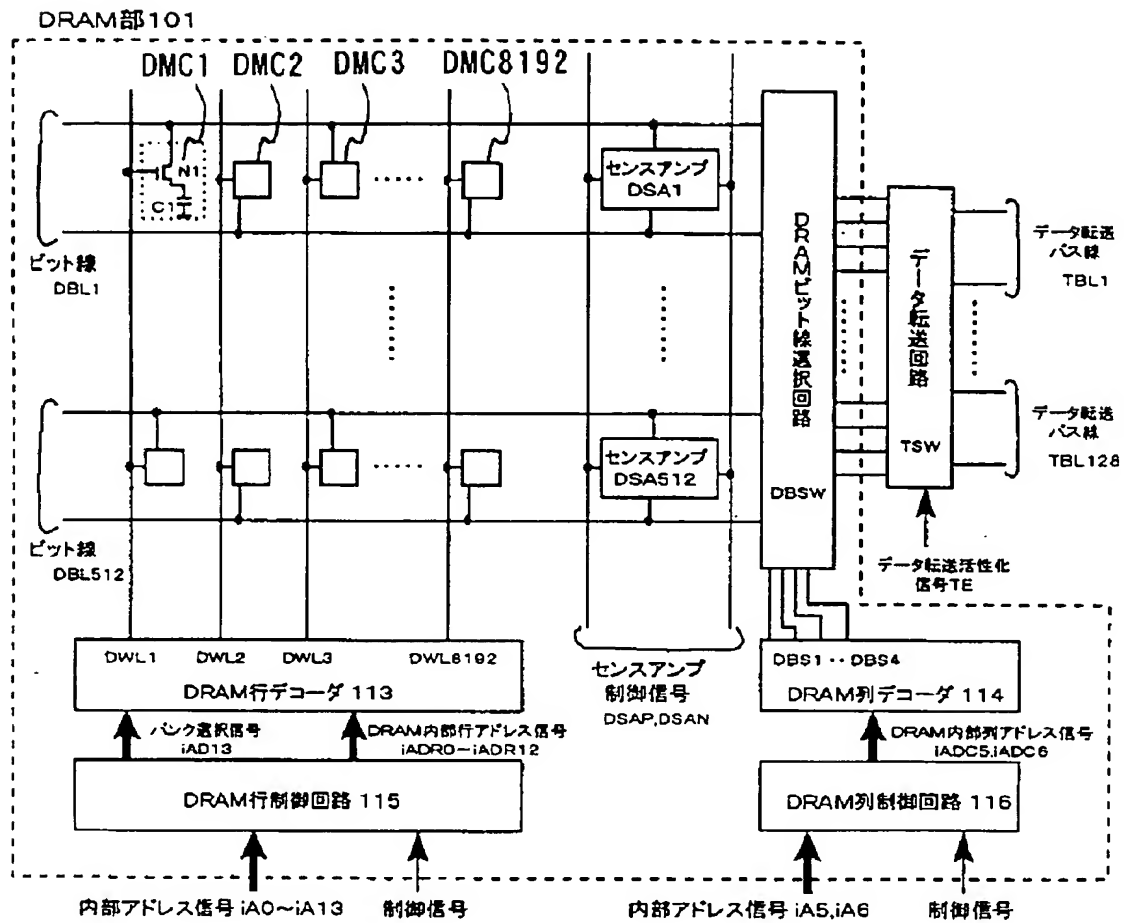 DRAM部101
DMC1 DMC2 DMC3 DMC8192
N1
C1
センスアンプ
DSA1
ビット線
DBL1
DRAMビット線選択回路
DBSW
データ転送回路
TSW
データ転送
バス線
TBL1
センスアンプ
DSA512
データ転送
バス線
TBL128
ビット線
DBL512
データ転送活性化
信号TE
DWL1 DWL2 DWL3 DWL8192
DRAM行デコーダ 113
センスアンプ
制御信号
DSAP,DSAN
DBS1‥DBS4
DRAM列デコーダ 114
バンク選択信号
iAD13
DRAM内部行アドレス信号
iADR0〜iADR12
DRAM内部列アドレス信号
iADC5,iADC6
DRAM行制御回路 115
DRAM列制御回路 116
内部アドレス信号 iA0〜iA13 制御信号
内部アドレス信号 iA5,iA6 制御信号